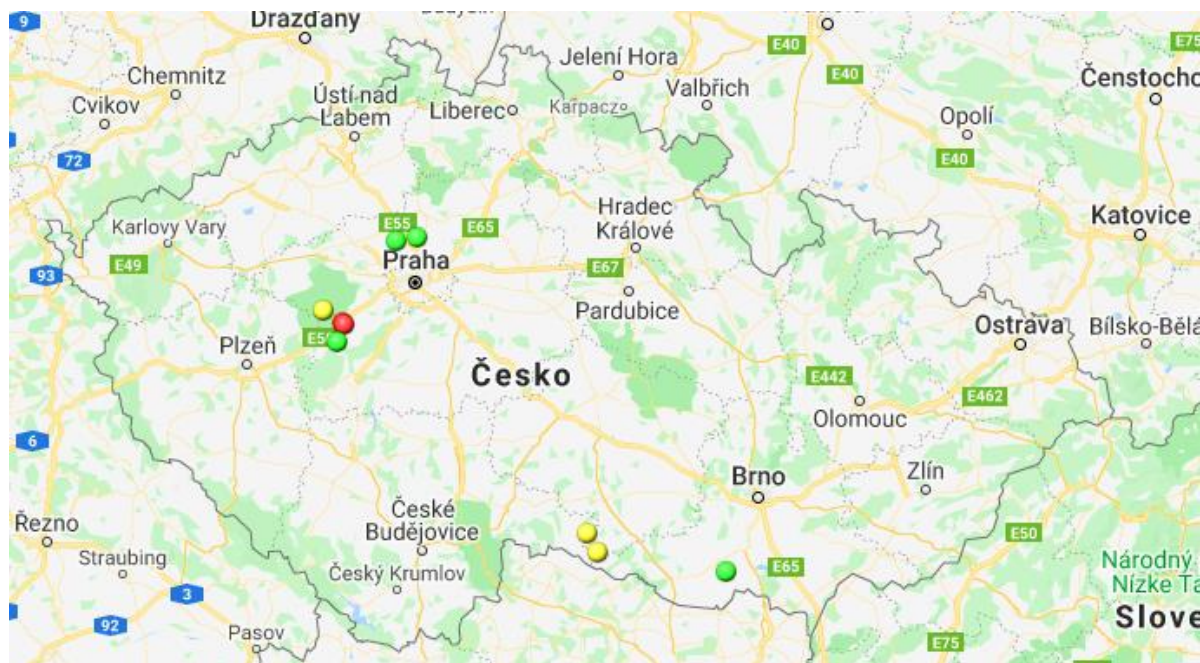 9
Drážďany
E40
E75
Jelení Hora
Chemnitz
Ústí nad
Labem
Valbřich
E40
Čenstocho
Cvikov
Liberec
Karpacz
Opolí
72
E40
Hradec
Králové
Katovice
Karlovy Vary
E55
E65
E49
93
Praha
E67
Pardubice
Ostrava
Bílsko-Bělá
Plzeň
Česko
E442
E462
Olomouc
6
Brno
Zlín
České
Budějovice
Řezno
E50
Straubing
Český Krumlov
E65
Národný
Nízke Ta
3
Slove
92
Pasov
E75